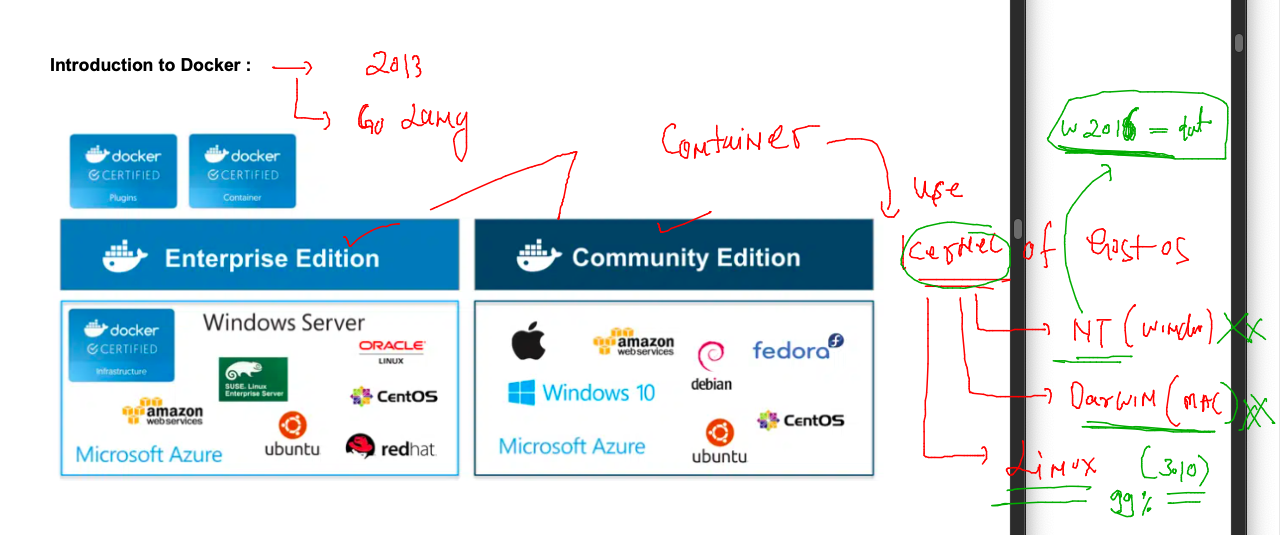 Introduction to Docker :
2013
Go Lang
Container
use
Kernel of Host os
W2016 =
NT (Window) XX
Darwin (MAC) XX
Linux (3.10)
99%
docker
CERTIFIED
Plugins
docker
CERTIFIED
Container
Enterprise Edition
Community Edition
docker
CERTIFIED
Infrastructure
Windows Server
ORACLE
LINUX
SUSE. Linux
Enterprise Server
CentOS
amazon
webservices
ubuntu
redhat
Microsoft Azure
amazon
webservices
debian
fedora
Windows 10
CentOS
Microsoft Azure
ubuntu